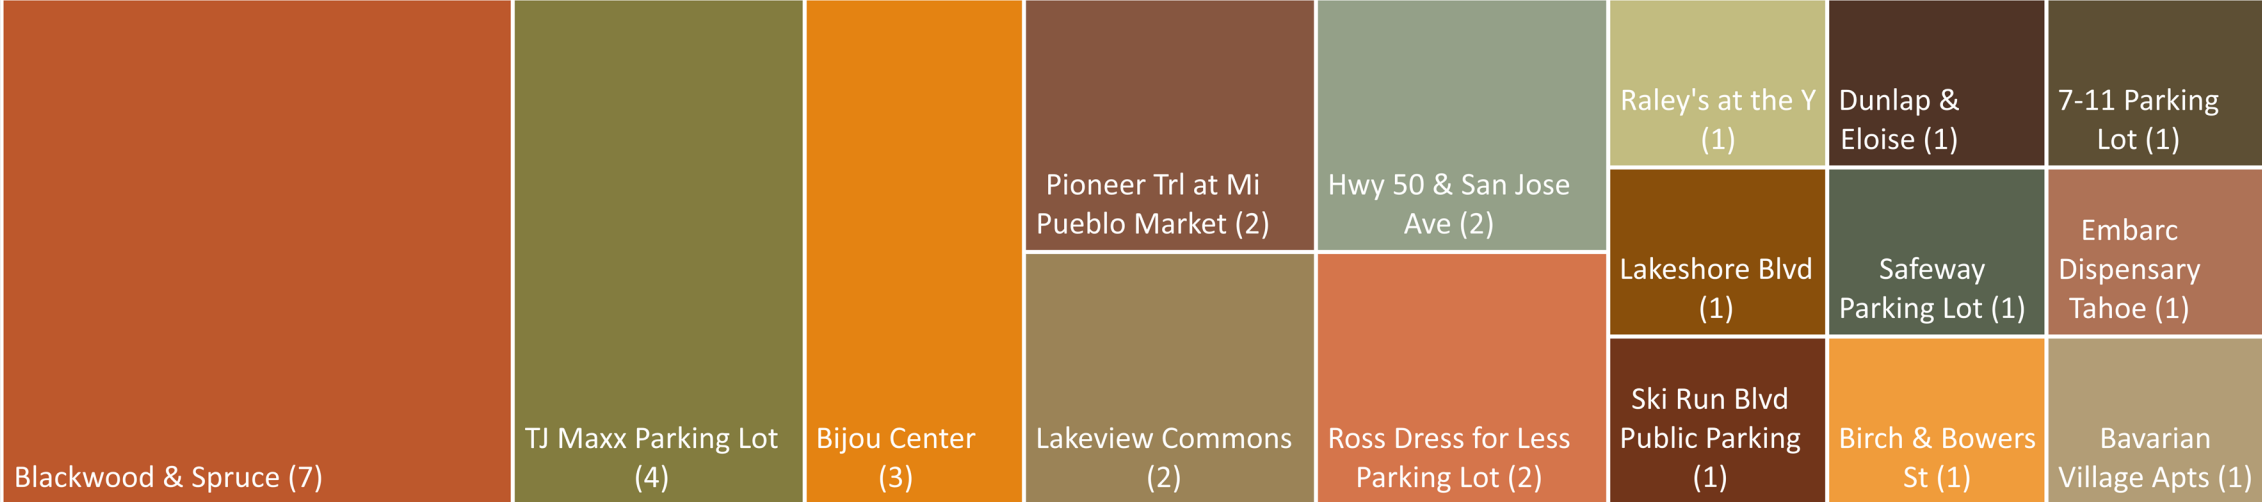 Blackwood & Spruce (7)
TJ Maxx Parking Lot
(4)
Bijou Center
(3)
Pioneer Trl at Mi
Pueblo Market (2)
Lakeview Commons
(2)
Hwy 50 & San Jose
Ave (2)
Ross Dress for Less
Parking Lot (2)
Raley's at the Y
(1)
Lakeshore Blvd
(1)
Ski Run Blvd
Public Parking
(1)
Dunlap &
Eloise (1)
Safeway
Parking Lot (1)
Birch & Bowers
St (1)
7-11 Parking
Lot (1)
Embarc
Dispensary
Tahoe (1)
Bavarian
Village Apts (1)